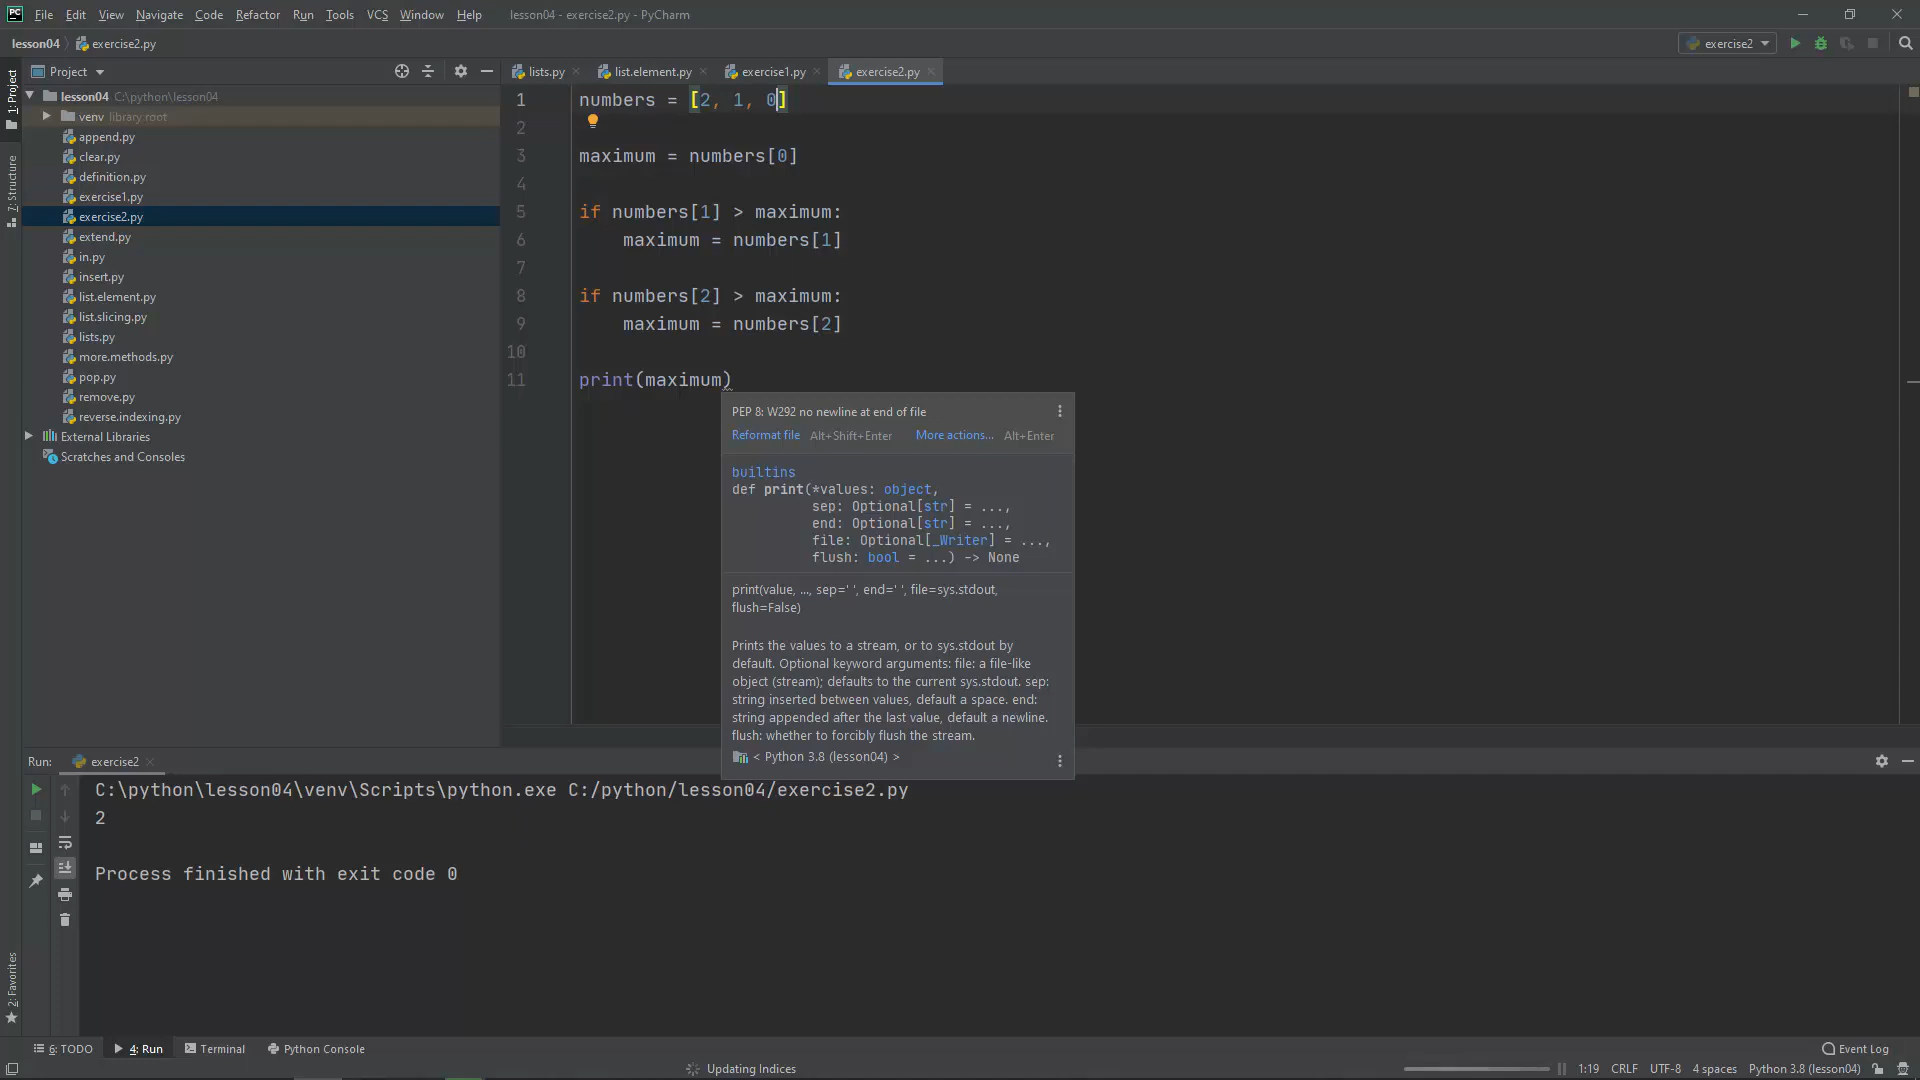 PC File Edit View Navigate Code Refactor Run Tools VCS Window Help lesson04 - exercise2.py - PyCharm
lesson04 exercise2.py exercise2
1: Project
7: Structure
2: Favorites
Project
lesson04 C:\python\lesson04
venv library root
append.py
clear.py
definition.py
exercise1.py
exercise2.py
extend.py
in.py
insert.py
list.element.py
list.slicing.py
lists.py
more.methods.py
pop.py
remove.py
reverse.indexing.py
External Libraries
Scratches and Consoles
lists.py list.element.py exercise1.py exercise2.py
1 numbers = [2, 1, 0]
2
3 maximum = numbers[0]
4
5 if numbers[1] > maximum:
6 maximum = numbers[1]
7
8 if numbers[2] > maximum:
9 maximum = numbers[2]
10
11 print(maximum)
PEP 8: W292 no newline at end of file
Reformat file Alt+Shift+Enter More actions... Alt+Enter
builtins
def print(*values: object,
sep: Optional[str] = ...,
end: Optional[str] = ...,
file: Optional[_Writer] = ...,
flush: bool = ...) -> None
print(value, ..., sep=' ', end=' ', file=sys.stdout,
flush=False)
Prints the values to a stream, or to sys.stdout by
default. Optional keyword arguments: file: a file-like
object (stream); defaults to the current sys.stdout. sep:
string inserted between values, default a space. end:
string appended after the last value, default a newline.
flush: whether to forcibly flush the stream.
< Python 3.8 (lesson04) >
Run: exercise2
C:\python\lesson04\venv\Scripts\python.exe C:/python/lesson04/exercise2.py
2
Process finished with exit code 0
6: TODO 4: Run Terminal Python Console Event Log
Updating Indices 1:19 CRLF UTF-8 4 spaces Python 3.8 (lesson04)